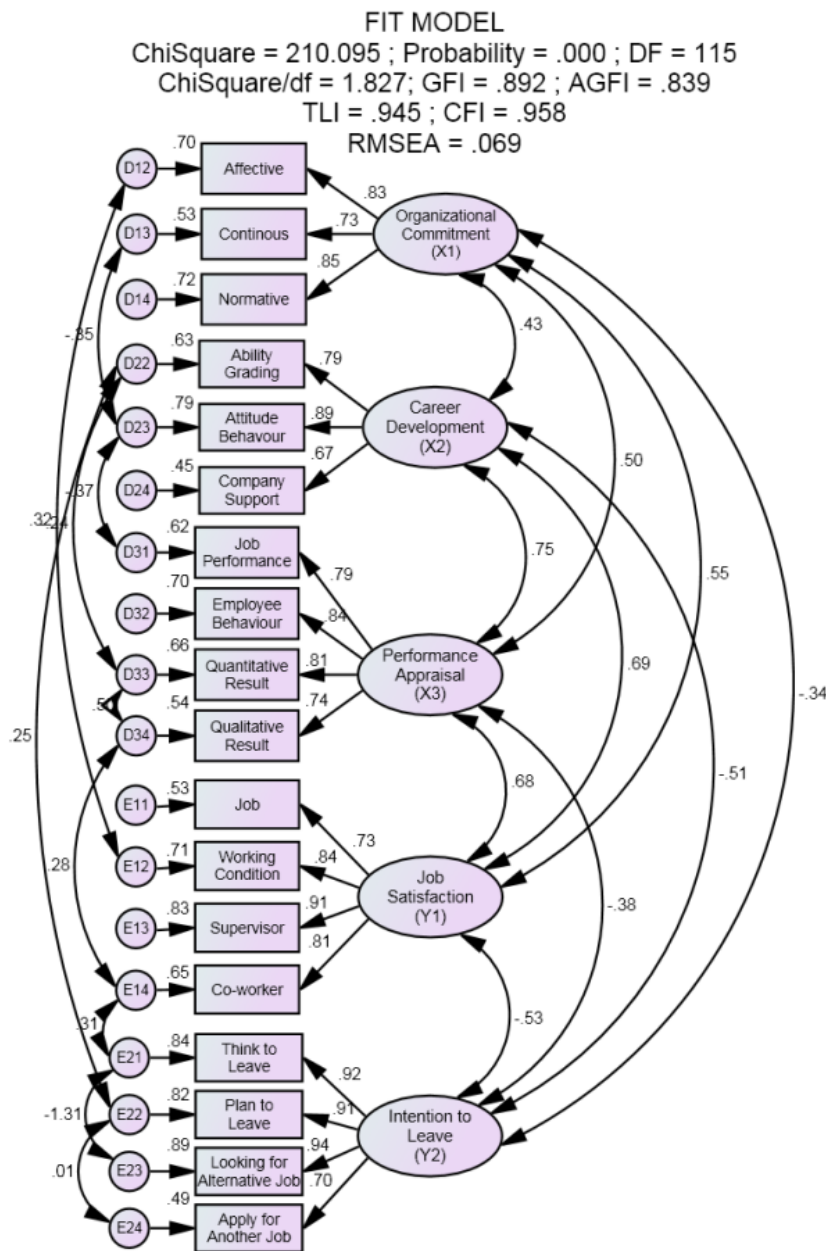 FIT MODEL
ChiSquare = 210.095 ; Probability = .000 ; DF = 115
ChiSquare/df = 1.827; GFI = .892 ; AGFI = .839
TLI = .945 ; CFI = .958
RMSEA = .069
D12
.70
Affective
.83
D13
.53
Continous
.73
Organizational
Commitment
(X1)
D14
.72
Normative
.85
-.35
.43
D22
.63
Ability
Grading
.79
D23
.79
Attitude
Behavour
.89
Career
Development
(X2)
D24
.45
Company
Support
.67
.50
-.37
.32
D31
.62
Job
Performance
.79
.75
.55
D32
.70
Employee
Behaviour
.84
D33
.66
Quantitative
Result
.81
Performance
Appraisal
(X3)
.69
-.34
D34
.54
Qualitative
Result
.74
.25
.68
-.51
E11
.53
Job
.73
E12
.71
Working
Condition
.84
.28
Job
Satisfaction
(Y1)
-.38
E13
.83
Supervisor
.91
E14
.65
Co-worker
.81
.31
-.53
E21
.84
Think to
Leave
.92
E22
.82
Plan to
Leave
.91
-1.31
Intention to
Leave
(Y2)
E23
.89
Looking for
Alternative Job
.94
.01
E24
.49
Apply for
Another Job
.70